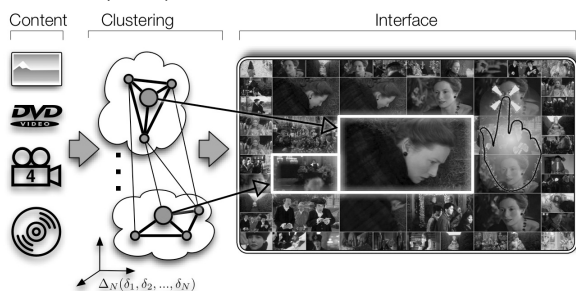 Content
Clustering
Interface
DVD
VIDEO
4
Δ_N(δ_1, δ_2, ..., δ_N)